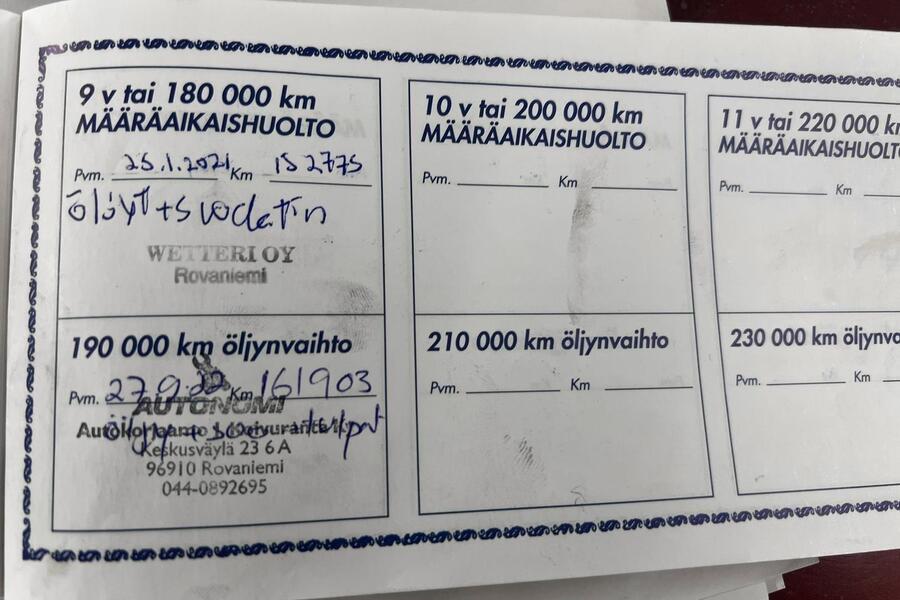 9 v tai 180 000 km
MÄÄRÄAIKAISHUOLTO
Pvm. 25.1.2021 Km 152775
Öljyt+suodatin
WETTERI OY
Rovaniemi
190 000 km öljynvaihto
Pvm. 27.9.22 Km 161903
AUTONOMI
Autokorjaamo
Keskusväylä 23 6 A
96910 Rovaniemi
044-0892695
10 v tai 200 000 km
MÄÄRÄAIKAISHUOLTO
Pvm. Km
210 000 km öljynvaihto
Pvm. Km
11 v tai 220 000 km
MÄÄRÄAIKAISHUOLTO
Pvm. Km
230 000 km öljynva
Pvm. Km